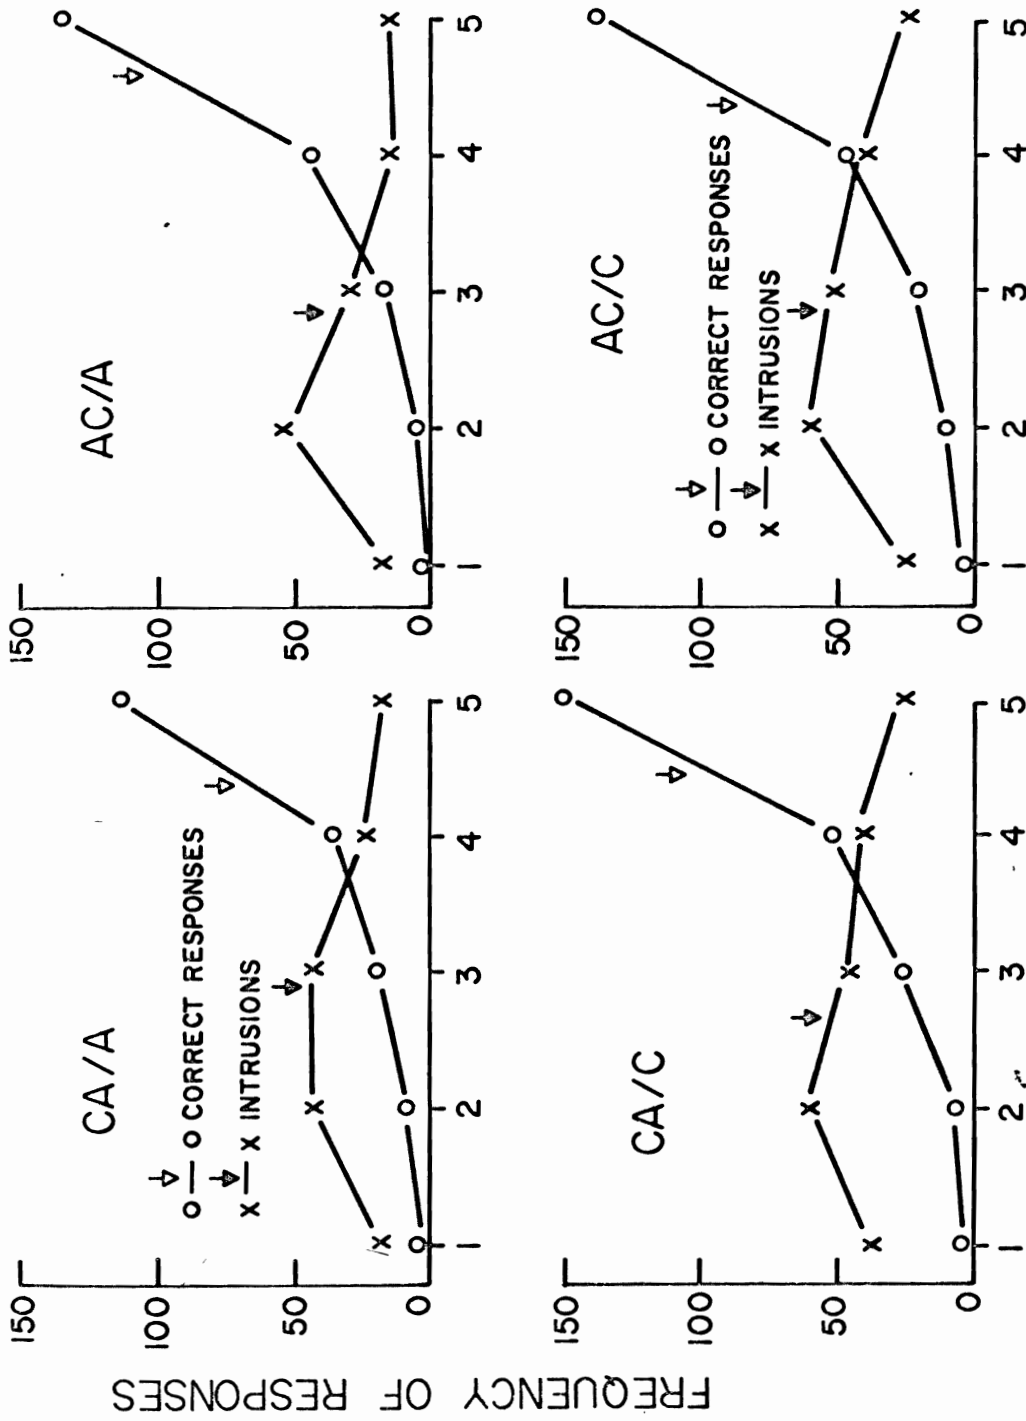 FREQUENCY OF RESPONSES
CA/A
150
100
50
0
O O CORRECT RESPONSES
X X INTRUSIONS
1 2 3 4 5
AC/A
150
100
50
0
1 2 3 4 5
CA/C
150
100
50
0
1 2 3 4 5
AC/C
150
100
50
0
O O CORRECT RESPONSES
X X INTRUSIONS
1 2 3 4 5